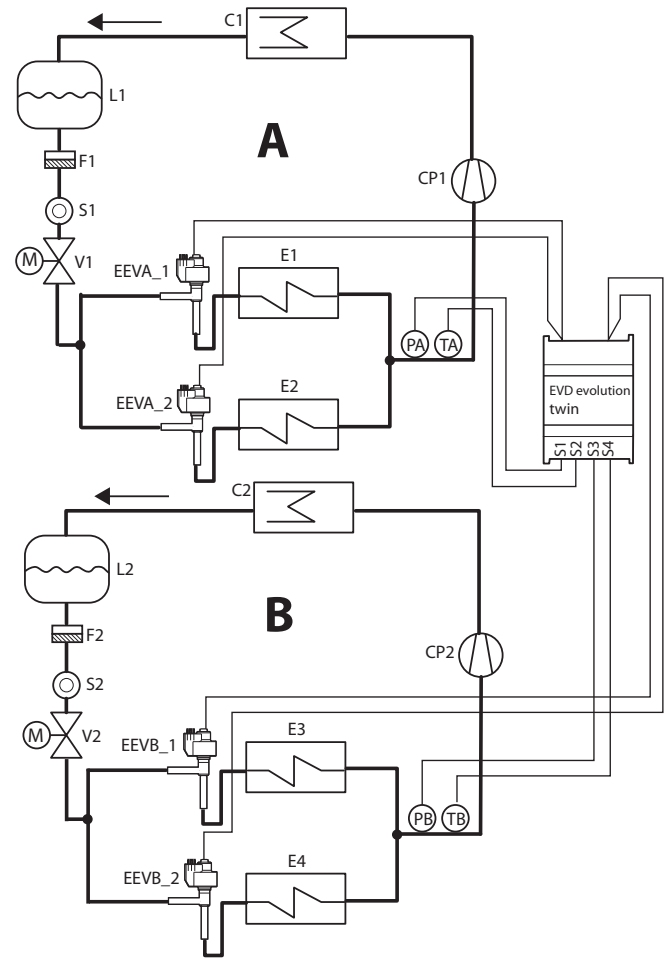 C1
L1
A
F1
CP1
S1
M
V1
EEVA_1
E1
PA
TA
EVD evolution
twin
EEVA_2
E2
S1
S2
S3
S4
C2
L2
B
F2
CP2
S2
M
V2
EEVB_1
E3
PB
TB
EEVB_2
E4